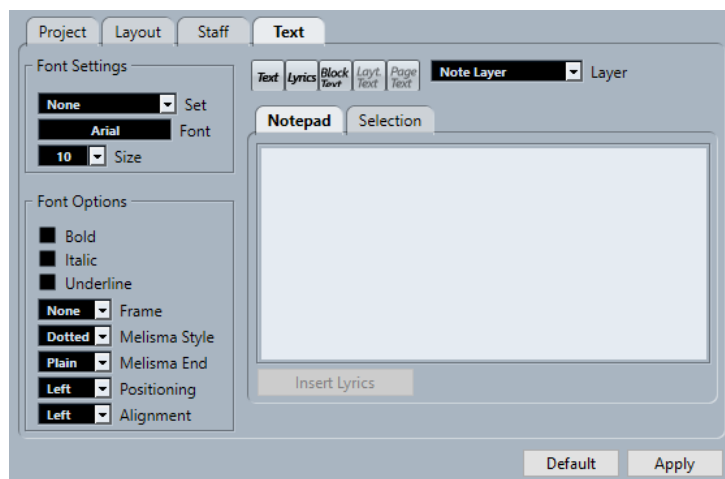 Project Layout Staff Text
Font Settings
None Set
Arial Font
10 Size
Font Options
Bold
Italic
Underline
None Frame
Dotted Melisma Style
Plain Melisma End
Left Positioning
Left Alignment
Text Lyrics Block Text Layt. Text Page Text Note Layer Layer
Notepad Selection
Insert Lyrics
Default Apply